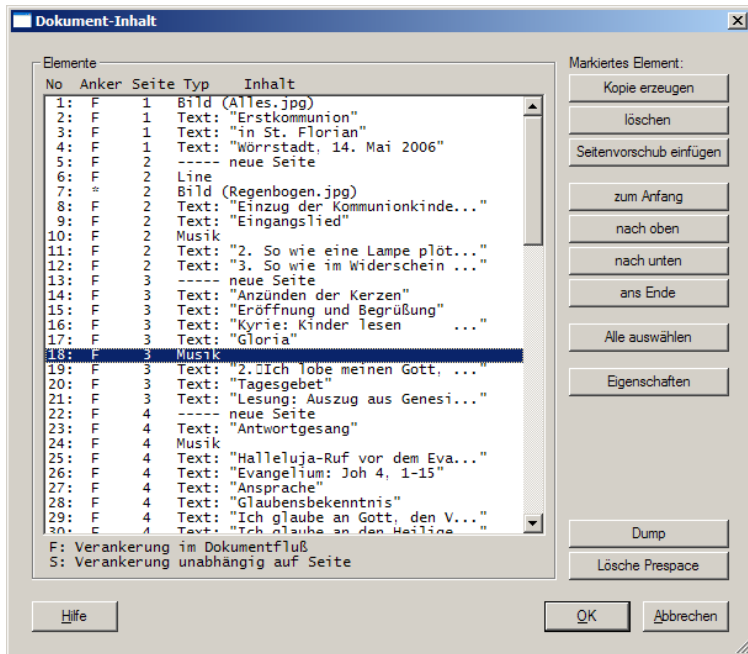 Dokument-Inhalt
Elemente
No Anker Seite Typ Inhalt
1: F 1 Bild (Alles.jpg)
2: F 1 Text: "Erstkommunion"
3: F 1 Text: "in St. Florian"
4: F 1 Text: "Wörrstadt, 14. Mai 2006"
5: F 2 ----- neue Seite
6: F 2 Line
7: * 2 Bild (Regenbogen.jpg)
8: F 2 Text: "Einzug der Kommunionkinde..."
9: F 2 Text: "Eingangslied"
10: F 2 Musik
11: F 2 Text: "2. So wie eine Lampe plöt..."
12: F 2 Text: "3. So wie im Widerschein ..."
13: F 3 ----- neue Seite
14: F 3 Text: "Anzünden der Kerzen"
15: F 3 Text: "Eröffnung und Begrüßung"
16: F 3 Text: "Kyrie: Kinder lesen ..."
17: F 3 Text: "Gloria"
18: F 3 Musik
19: F 3 Text: "2.▯Ich lobe meinen Gott, ..."
20: F 3 Text: "Tagesgebet"
21: F 3 Text: "Lesung: Auszug aus Genesi..."
22: F 4 ----- neue Seite
23: F 4 Text: "Antwortgesang"
24: F 4 Musik
25: F 4 Text: "Halleluja-Ruf vor dem Eva..."
26: F 4 Text: "Evangelium: Joh 4, 1-15"
27: F 4 Text: "Ansprache"
28: F 4 Text: "Glaubensbekenntnis"
29: F 4 Text: "Ich glaube an Gott, den V..."
30: F 4 Text: "Ich glaube an den Heilige..."
F: Verankerung im Dokumentfluß
S: Verankerung unabhängig auf Seite
Markiertes Element:
Kopie erzeugen
löschen
Seitenvorschub einfügen
zum Anfang
nach oben
nach unten
ans Ende
Alle auswählen
Eigenschaften
Dump
Lösche Prespace
Hilfe
OK
Abbrechen